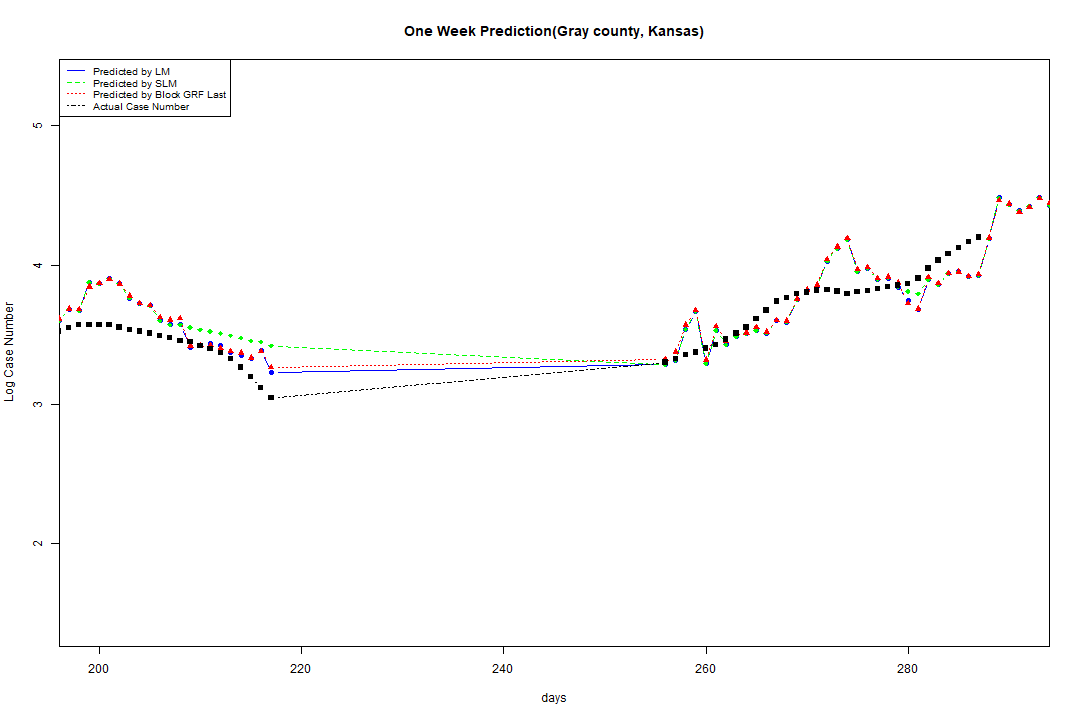 One Week Prediction(Gray county, Kansas)
Predicted by LM
Predicted by SLM
Predicted by Block GRF Last
Actual Case Number
5
4
3
2
Log Case Number
200 220 240 260 280
days